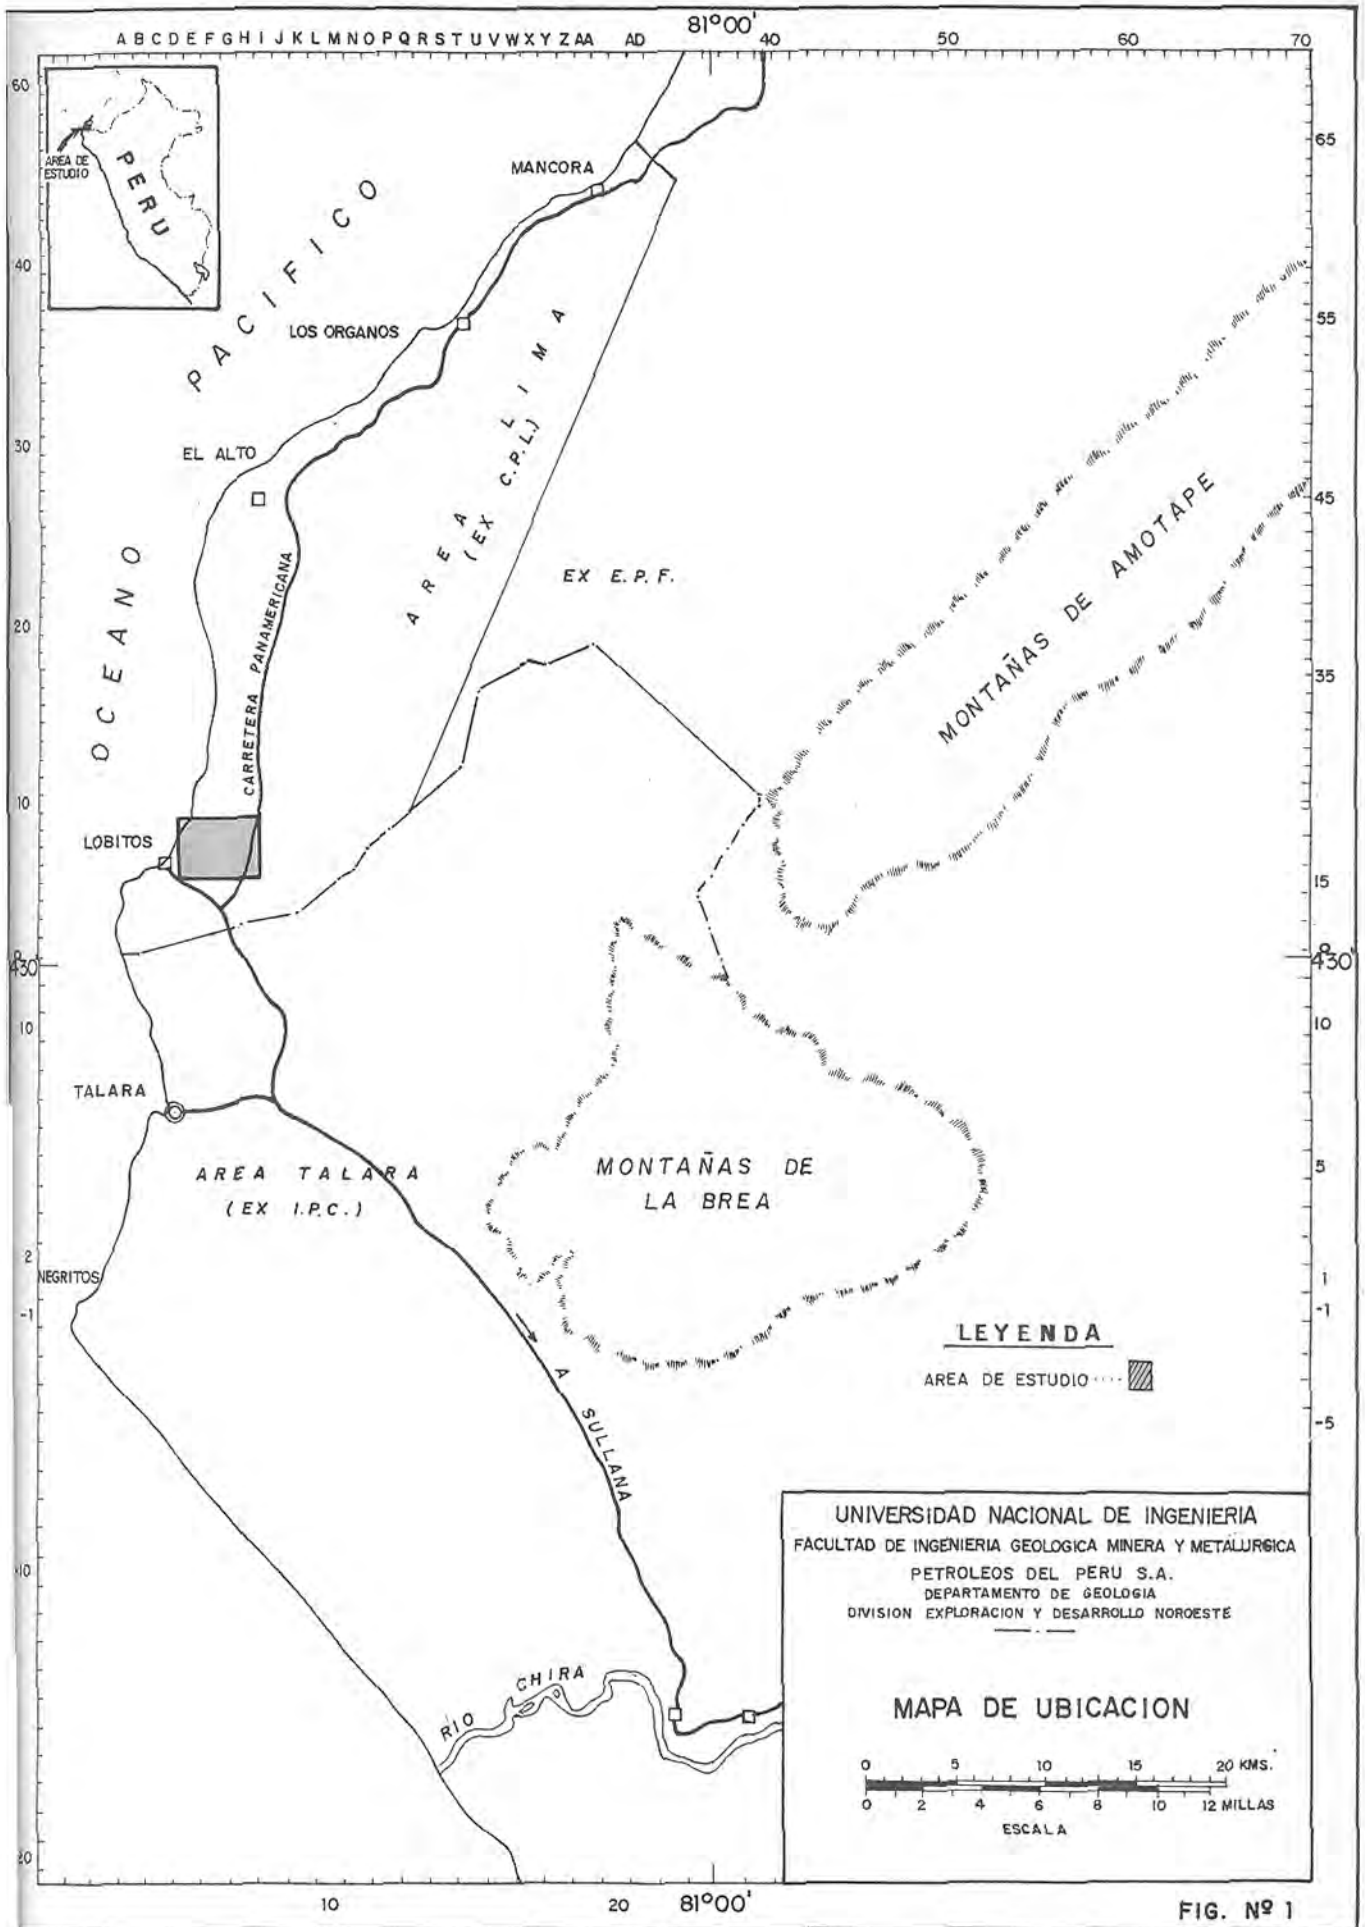 81°00'
A B C D E F G H I J K L M N O P Q R S T U V W X Y Z AA AD 40 50 60 70
60
AREA DE
ESTUDIO
PERU
65
MANCORA
OCEANO PACIFICO
40
LOS ORGANOS
55
AREA LIMA
(EX C.P.L.)
EL ALTO
30
45
MONTAÑAS DE AMOTAPE
EX E.P.F.
CARRETERA PANAMERICANA
20
35
10
LOBITOS
15
4°30'
4°30'
10
10
TALARA
AREA TALARA
(EX I.P.C.)
MONTAÑAS DE
LA BREA
5
2
NEGRITOS
1
-1
-1
LEYENDA
AREA DE ESTUDIO
-5
A SULLANA
UNIVERSIDAD NACIONAL DE INGENIERIA
FACULTAD DE INGENIERIA GEOLOGICA MINERA Y METALURGICA
PETROLEOS DEL PERU S.A.
DEPARTAMENTO DE GEOLOGIA
DIVISION EXPLORACION Y DESARROLLO NOROESTE
10
RIO CHIRA
MAPA DE UBICACION
0 5 10 15 20 KMS.
0 2 4 6 8 10 12 MILLAS
ESCALA
20
10 20 81°00'
FIG. Nº 1